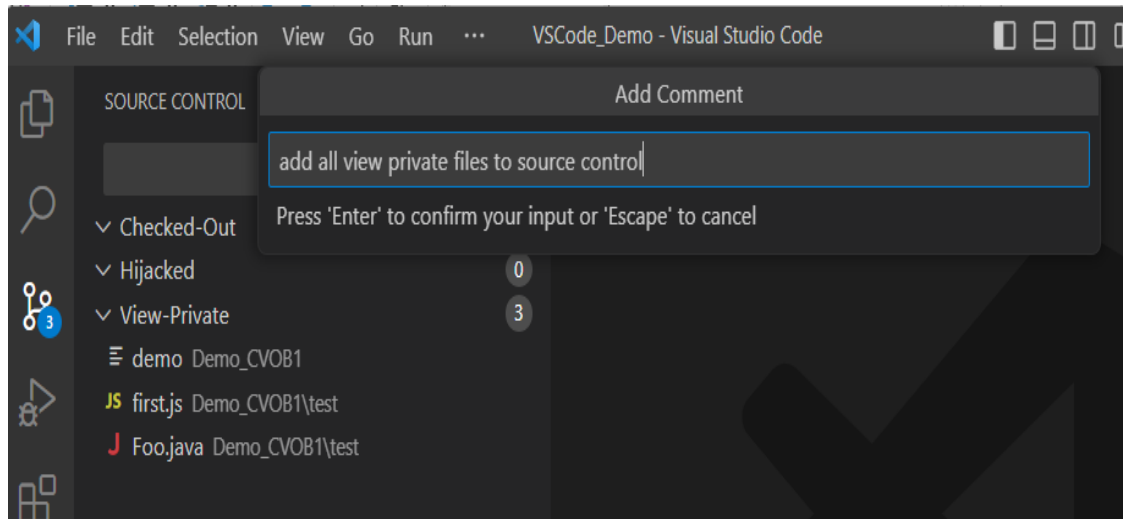 File Edit Selection View Go Run ··· VSCode_Demo - Visual Studio Code
SOURCE CONTROL
Add Comment
add all view private files to source control
Press 'Enter' to confirm your input or 'Escape' to cancel
Checked-Out
Hijacked 0
View-Private 3
3
demo Demo_CVOB1
JS first.js Demo_CVOB1\test
J Foo.java Demo_CVOB1\test